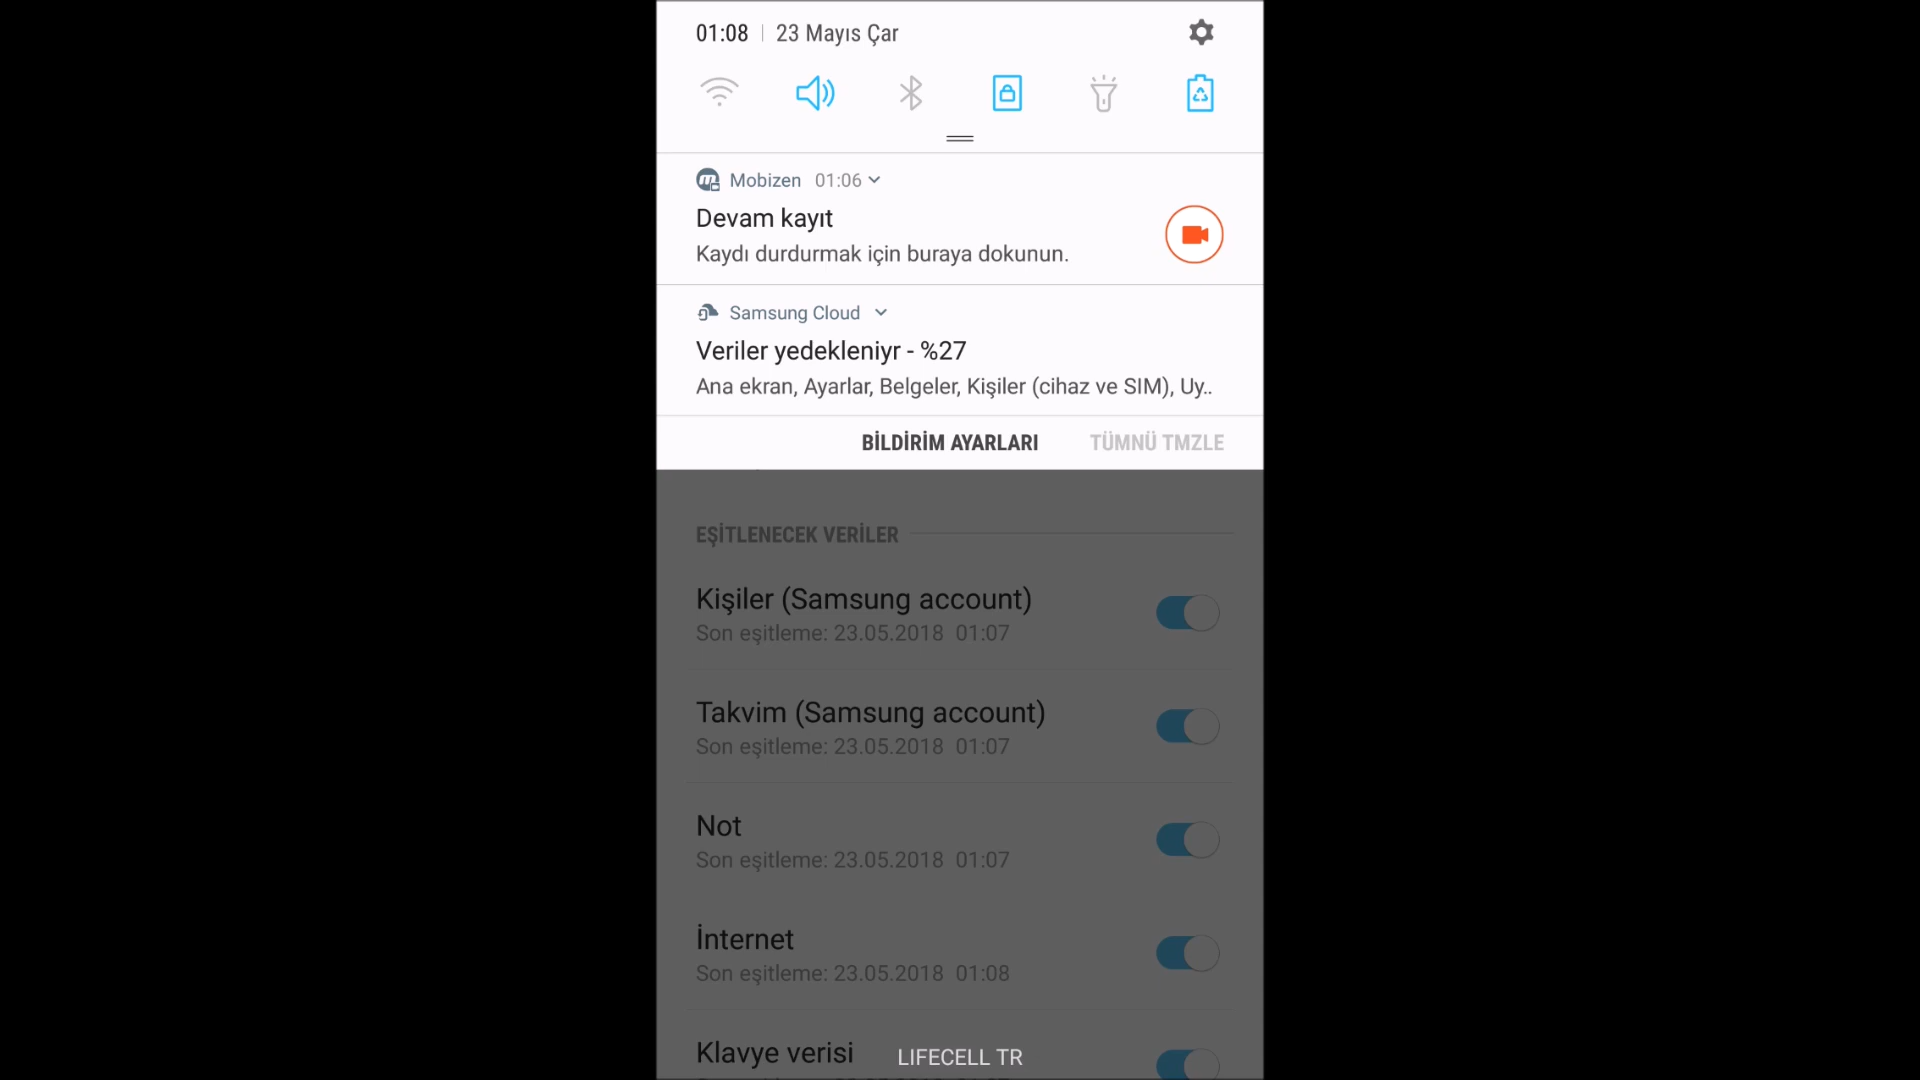 01:08 | 23 Mayıs Çar
Mobizen 01:06
Devam kayıt
Kaydı durdurmak için buraya dokunun.
Samsung Cloud
Veriler yedekleniyr - %27
Ana ekran, Ayarlar, Belgeler, Kişiler (cihaz ve SIM), Uy..
BİLDİRİM AYARLARI TÜMNÜ TMZLE
EŞİTLENECEK VERİLER
Kişiler (Samsung account)
Son eşitleme: 23.05.2018 01:07
Takvim (Samsung account)
Son eşitleme: 23.05.2018 01:07
Not
Son eşitleme: 23.05.2018 01:07
İnternet
Son eşitleme: 23.05.2018 01:08
Klavye verisi
LIFECELL TR